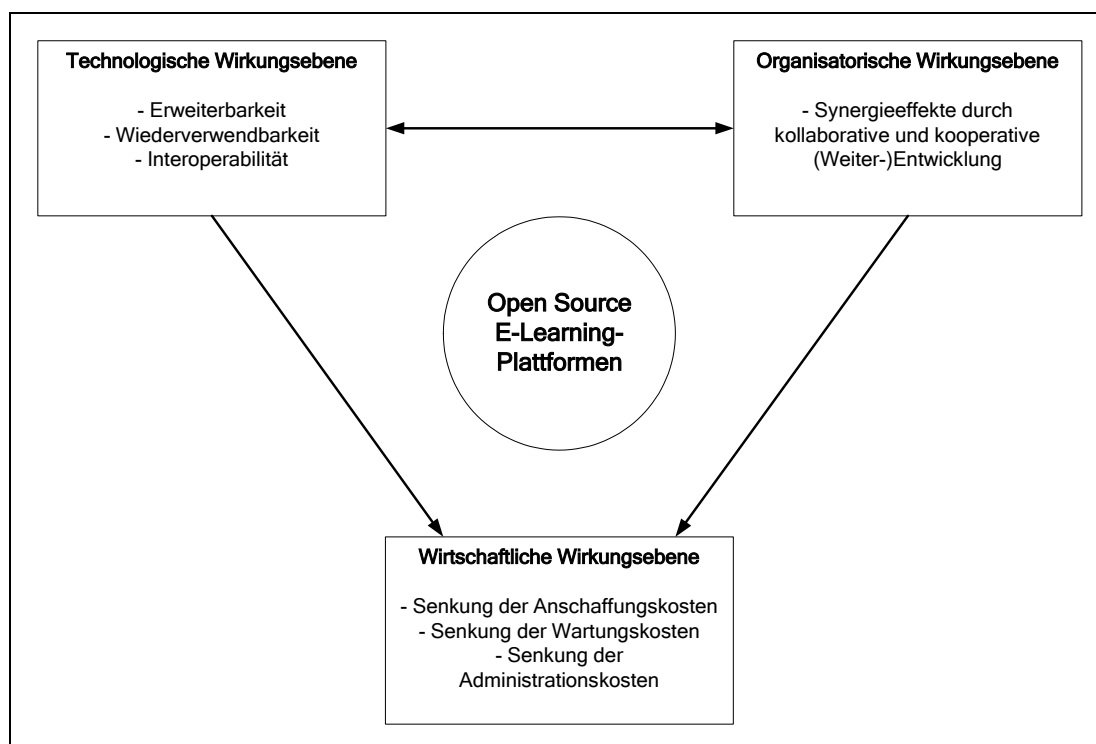 Technologische Wirkungsebene
- Erweiterbarkeit
- Wiederverwendbarkeit
- Interoperabilität
Organisatorische Wirkungsebene
- Synergieeffekte durch
kollaborative und kooperative
(Weiter-)Entwicklung
Open Source
E-Learning-
Plattformen
Wirtschaftliche Wirkungsebene
- Senkung der Anschaffungskosten
- Senkung der Wartungskosten
- Senkung der
Administrationskosten